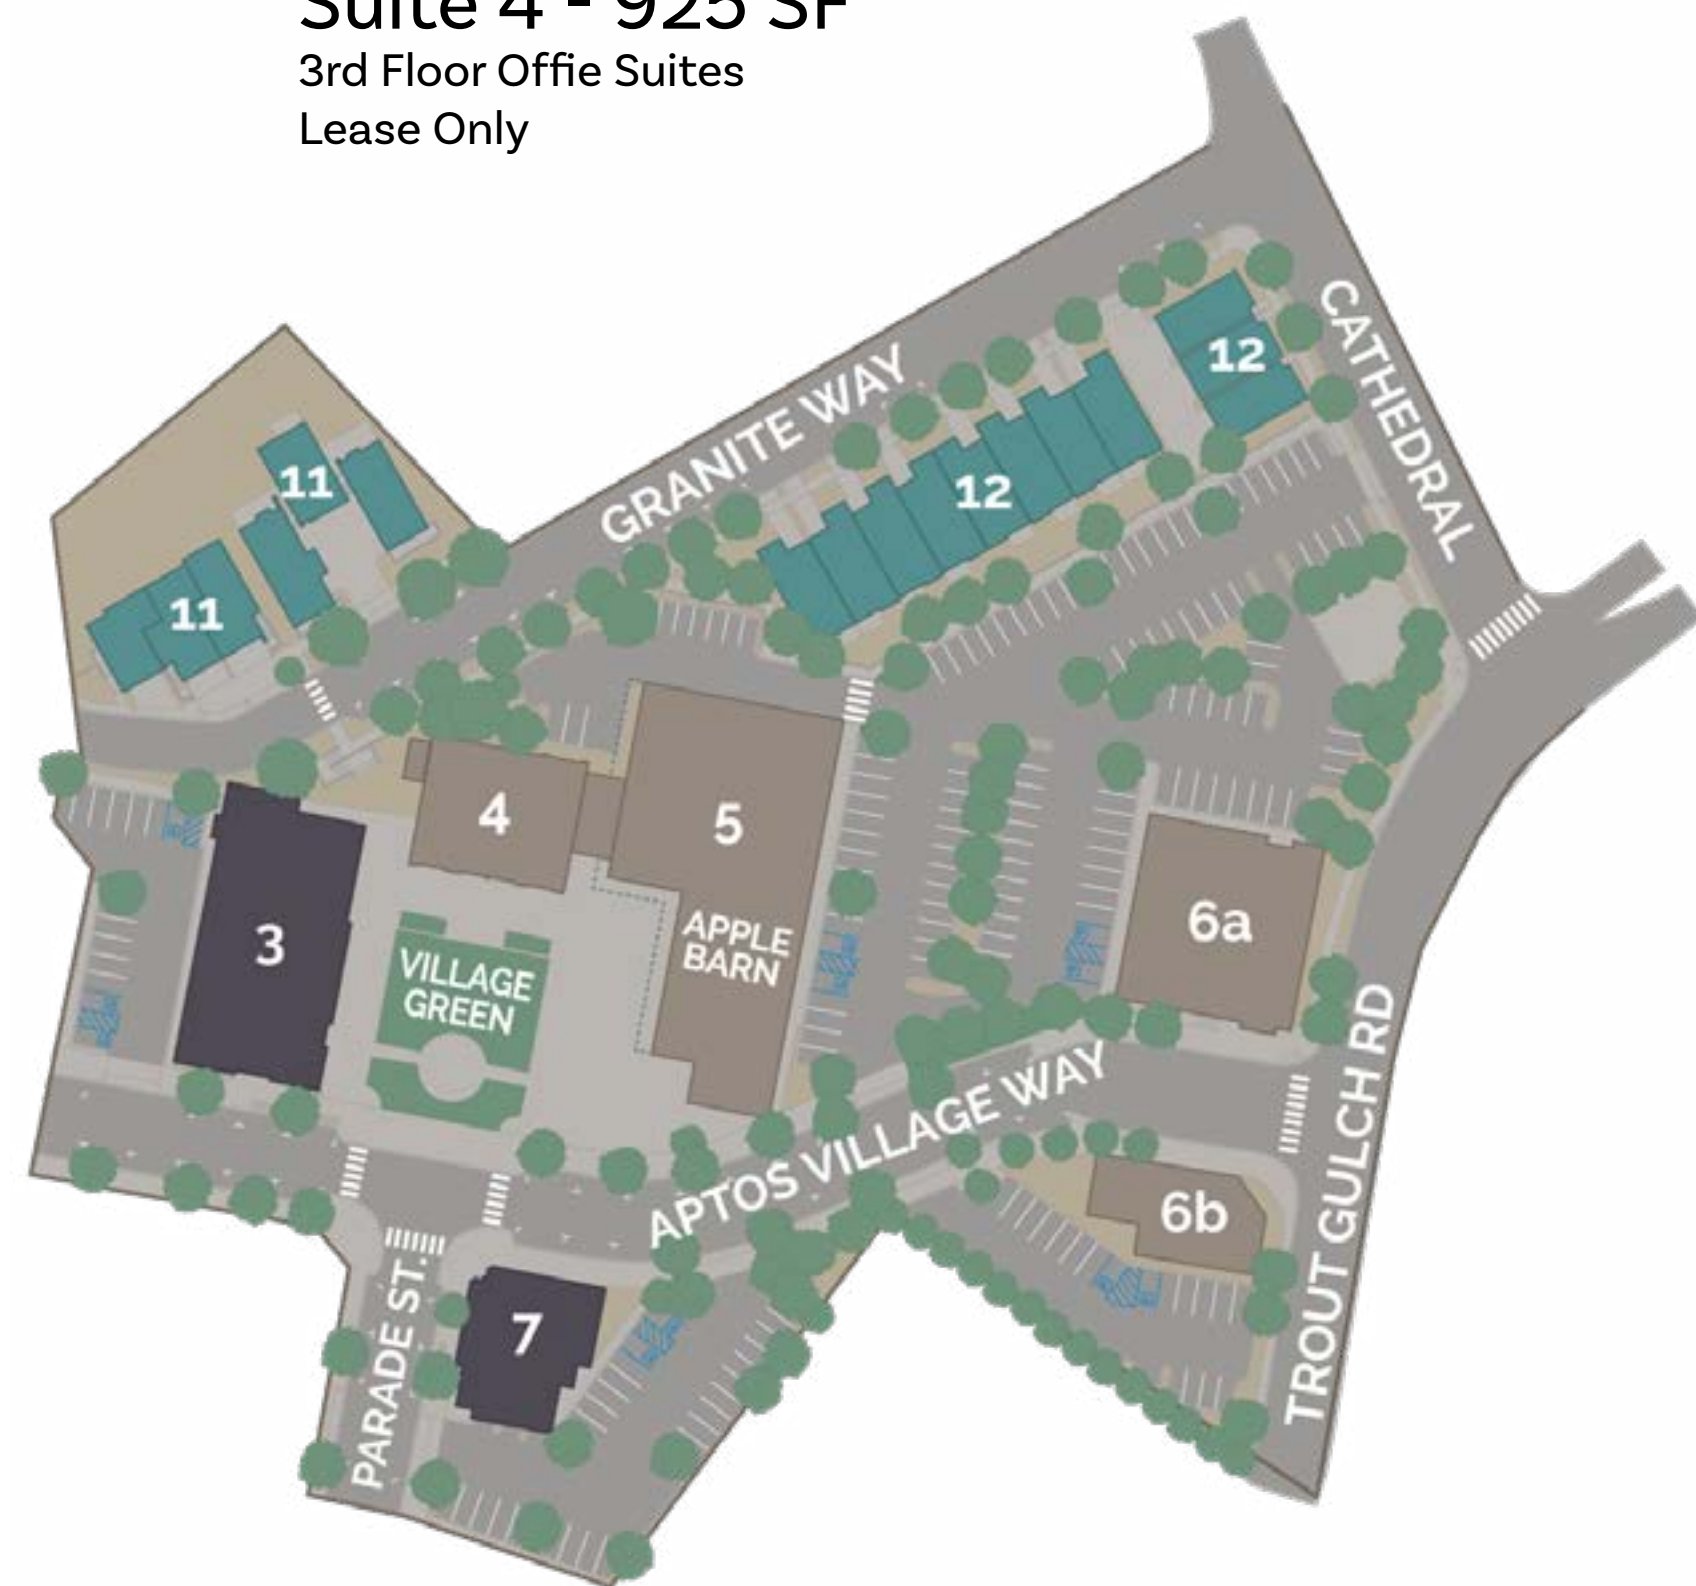 Suite 4 - 925 SF
3rd Floor Offie Suites
Lease Only
CATHEDRAL
GRANITE WAY
12
12
11
11
4
5
3
APPLE
BARN
6a
VILLAGE
GREEN
APTOS VILLAGE WAY
TROUT GULCH RD
6b
PARADE ST.
7